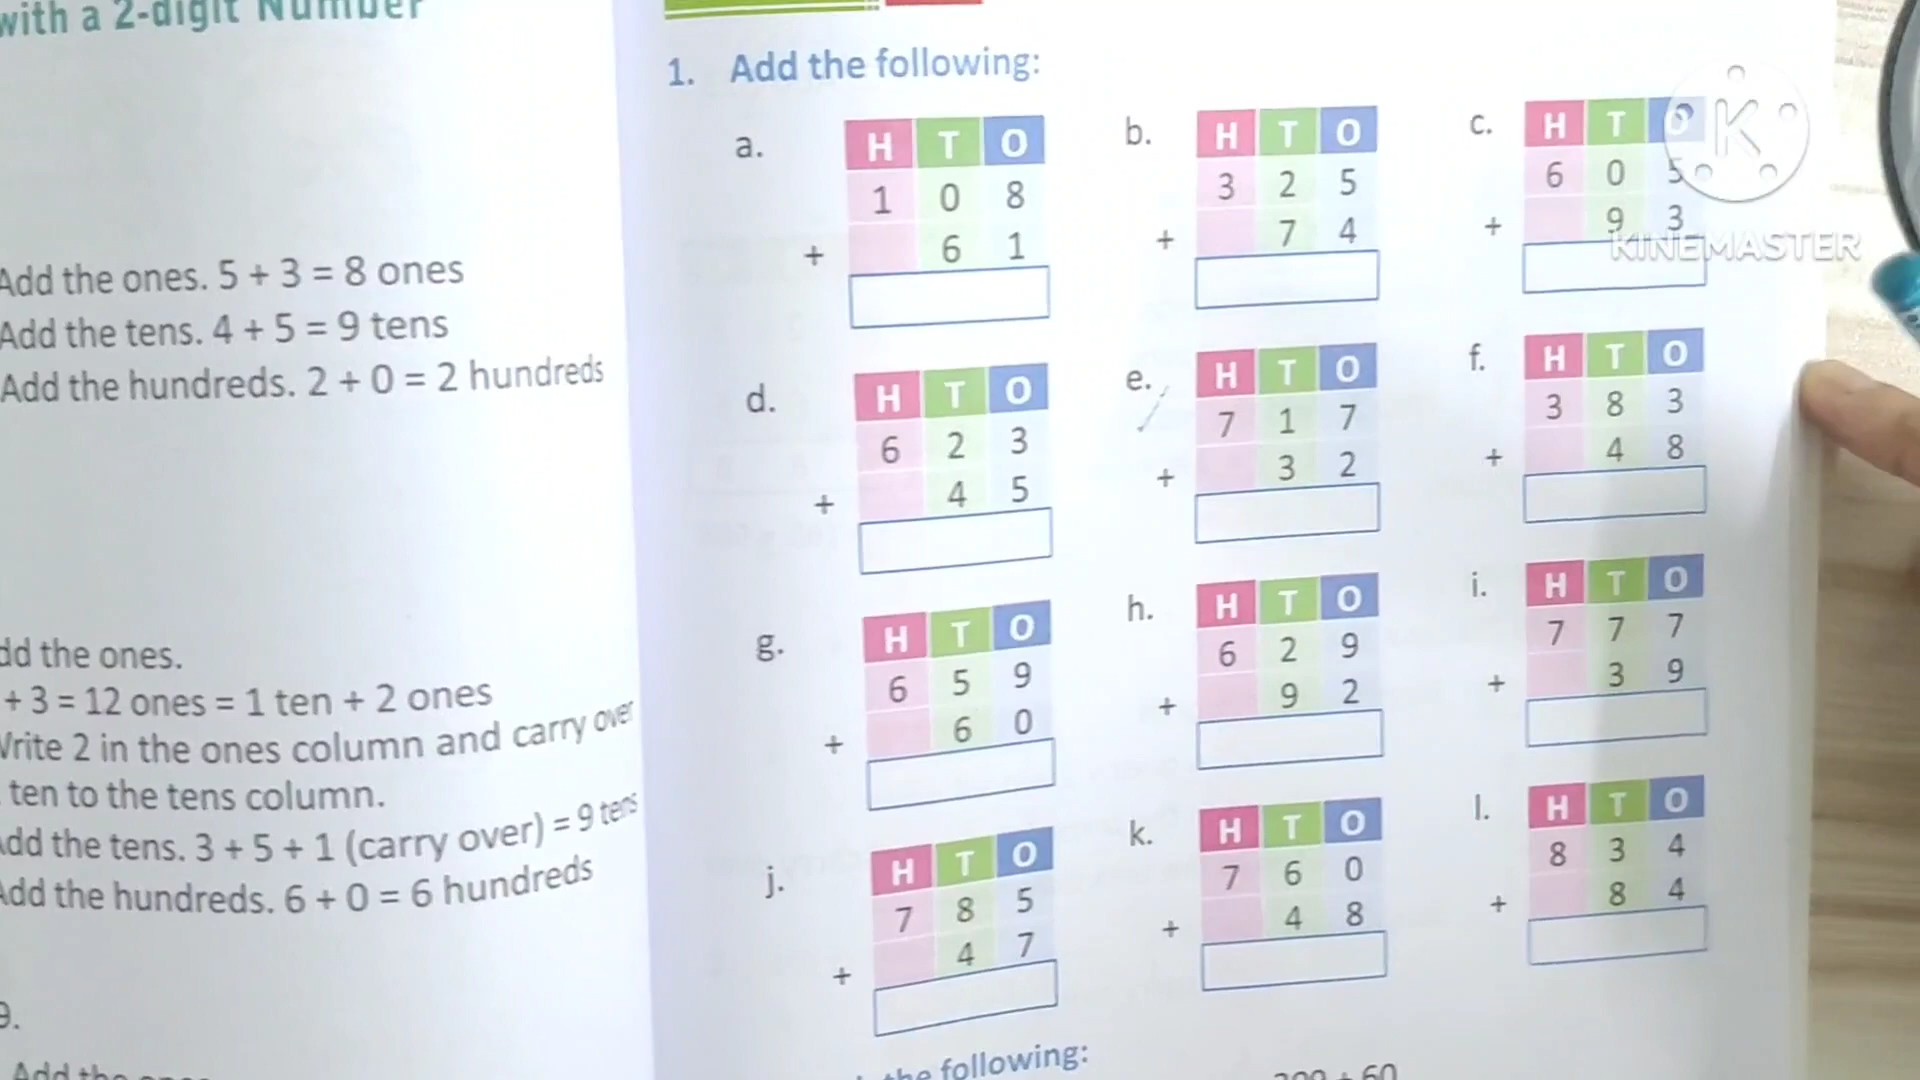 with a 2-digit Number
Add the ones. 5 + 3 = 8 ones
Add the tens. 4 + 5 = 9 tens
Add the hundreds. 2 + 0 = 2 hundreds
dd the ones.
+ 3 = 12 ones = 1 ten + 2 ones
Write 2 in the ones column and carry over
ten to the tens column.
dd the tens. 3 + 5 + 1 (carry over) = 9 tens
Add the hundreds. 6 + 0 = 6 hundreds
9.
1. Add the following:
a. H T O
1 0 8
+ 6 1
b. H T O
3 2 5
+ 7 4
c. H T O
6 0 5
+ 9 3
d. H T O
6 2 3
+ 4 5
e. H T O
7 1 7
+ 3 2
f. H T O
3 8 3
+ 4 8
g. H T O
6 5 9
+ 6 0
h. H T O
6 2 9
+ 9 2
i. H T O
7 7 7
+ 3 9
j. H T O
7 8 5
+ 4 7
k. H T O
7 6 0
+ 4 8
l. H T O
8 3 4
+ 8 4
the following:
K
KINEMASTER